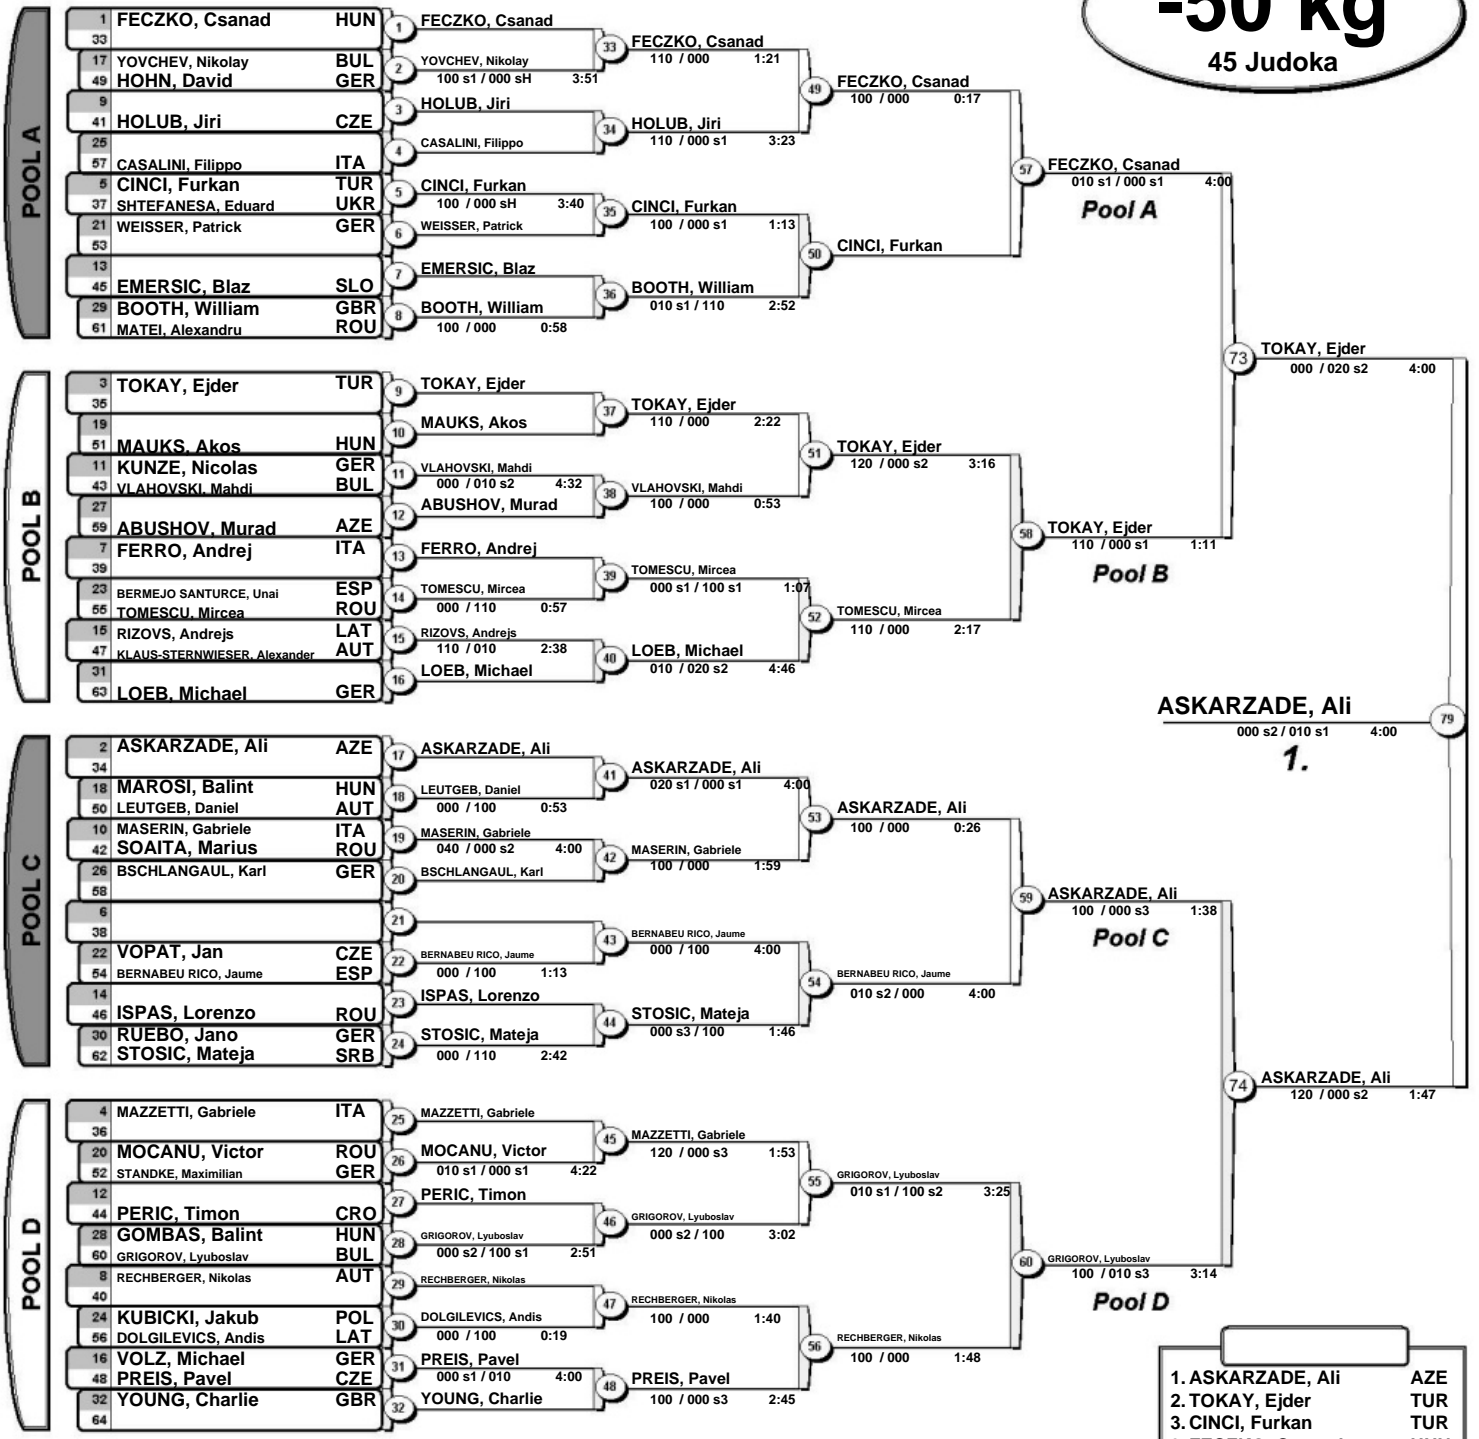 -50 kg
45 Judoka
POOL A
1 FECZKO, Csanad HUN
33
17 YOVCHEV, Nikolay BUL
49 HOHN, David GER
9
41 HOLUB, Jiri CZE
25
57 CASALINI, Filippo ITA
5 CINCI, Furkan TUR
37 SHTEFANESA, Eduard UKR
21 WEISSER, Patrick GER
53
13
45 EMERSIC, Blaz SLO
29 BOOTH, William GBR
61 MATEI, Alexandru ROU
1 FECZKO, Csanad
2 YOVCHEV, Nikolay
100 s1 / 000 sH 3:51
3 HOLUB, Jiri
4 CASALINI, Filippo
5 CINCI, Furkan
100 / 000 sH 3:40
6 WEISSER, Patrick
7 EMERSIC, Blaz
8 BOOTH, William
100 / 000 0:58
33 FECZKO, Csanad
110 / 000 1:21
34 HOLUB, Jiri
110 / 000 s1 3:23
35 CINCI, Furkan
100 / 000 s1 1:13
36 BOOTH, William
010 s1 / 110 2:52
49 FECZKO, Csanad
100 / 000 0:17
50 CINCI, Furkan
57 FECZKO, Csanad
010 s1 / 000 s1 4:00
Pool A
POOL B
3 TOKAY, Ejder TUR
35
19
51 MAUKS, Akos HUN
11 KUNZE, Nicolas GER
43 VLAHOVSKI, Mahdi BUL
27
59 ABUSHOV, Murad AZE
7 FERRO, Andrej ITA
39
23 BERMEJO SANTURCE, Unai ESP
55 TOMESCU, Mircea ROU
15 RIZOVS, Andrejs LAT
47 KLAUS-STERNWIESER, Alexander AUT
31
63 LOEB, Michael GER
9 TOKAY, Ejder
10 MAUKS, Akos
11 VLAHOVSKI, Mahdi
000 / 010 s2 4:32
12 ABUSHOV, Murad
13 FERRO, Andrej
14 TOMESCU, Mircea
000 / 110 0:57
15 RIZOVS, Andrejs
110 / 010 2:38
16 LOEB, Michael
37 TOKAY, Ejder
110 / 000 2:22
38 VLAHOVSKI, Mahdi
100 / 000 0:53
39 TOMESCU, Mircea
000 s1 / 100 s1 1:07
40 LOEB, Michael
010 / 020 s2 4:46
51 TOKAY, Ejder
120 / 000 s2 3:16
52 TOMESCU, Mircea
110 / 000 2:17
58 TOKAY, Ejder
110 / 000 s1 1:11
Pool B
73 TOKAY, Ejder
000 / 020 s2 4:00
POOL C
2 ASKARZADE, Ali AZE
34
18 MAROSI, Balint HUN
50 LEUTGEB, Daniel AUT
10 MASERIN, Gabriele ITA
42 SOAITA, Marius ROU
26 BSCHLANGAUL, Karl GER
58
6
38
22 VOPAT, Jan CZE
54 BERNABEU RICO, Jaume ESP
14
46 ISPAS, Lorenzo ROU
30 RUEBO, Jano GER
62 STOSIC, Mateja SRB
17 ASKARZADE, Ali
18 LEUTGEB, Daniel
000 / 100 0:53
19 MASERIN, Gabriele
040 / 000 s2 4:00
20 BSCHLANGAUL, Karl
21
22 BERNABEU RICO, Jaume
000 / 100 1:13
23 ISPAS, Lorenzo
24 STOSIC, Mateja
000 / 110 2:42
41 ASKARZADE, Ali
020 s1 / 000 s1 4:00
42 MASERIN, Gabriele
100 / 000 1:59
43 BERNABEU RICO, Jaume
000 / 100 4:00
44 STOSIC, Mateja
000 s3 / 100 1:46
53 ASKARZADE, Ali
100 / 000 0:26
54 BERNABEU RICO, Jaume
010 s2 / 000 4:00
59 ASKARZADE, Ali
100 / 000 s3 1:38
Pool C
ASKARZADE, Ali 79
000 s2 / 010 s1 4:00
1.
POOL D
4 MAZZETTI, Gabriele ITA
36
20 MOCANU, Victor ROU
52 STANDKE, Maximilian GER
12
44 PERIC, Timon CRO
28 GOMBAS, Balint HUN
60 GRIGOROV, Lyuboslav BUL
8 RECHBERGER, Nikolas AUT
40
24 KUBICKI, Jakub POL
56 DOLGILEVICS, Andis LAT
16 VOLZ, Michael GER
48 PREIS, Pavel CZE
32 YOUNG, Charlie GBR
64
25 MAZZETTI, Gabriele
26 MOCANU, Victor
010 s1 / 000 s1 4:22
27 PERIC, Timon
28 GRIGOROV, Lyuboslav
000 s2 / 100 s1 2:51
29 RECHBERGER, Nikolas
30 DOLGILEVICS, Andis
000 / 100 0:19
31 PREIS, Pavel
000 s1 / 010 4:00
32 YOUNG, Charlie
45 MAZZETTI, Gabriele
120 / 000 s3 1:53
46 GRIGOROV, Lyuboslav
000 s2 / 100 3:02
47 RECHBERGER, Nikolas
100 / 000 1:40
48 PREIS, Pavel
100 / 000 s3 2:45
55 GRIGOROV, Lyuboslav
010 s1 / 100 s2 3:25
56 RECHBERGER, Nikolas
100 / 000 1:48
60 GRIGOROV, Lyuboslav
100 / 010 s3 3:14
Pool D
74 ASKARZADE, Ali
120 / 000 s2 1:47
1. ASKARZADE, Ali AZE
2. TOKAY, Ejder TUR
3. CINCI, Furkan TUR